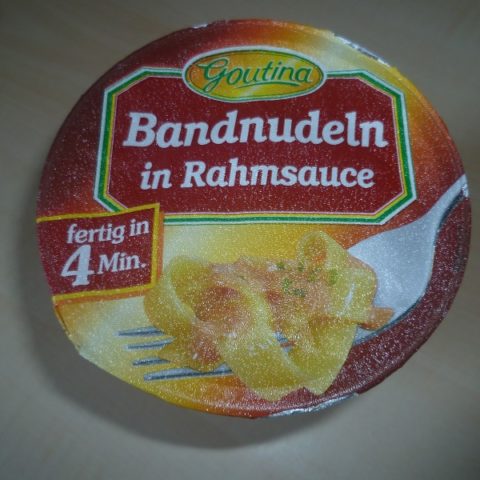 Goutina
Bandnudeln
in Rahmsauce
fertig in
4 Min.